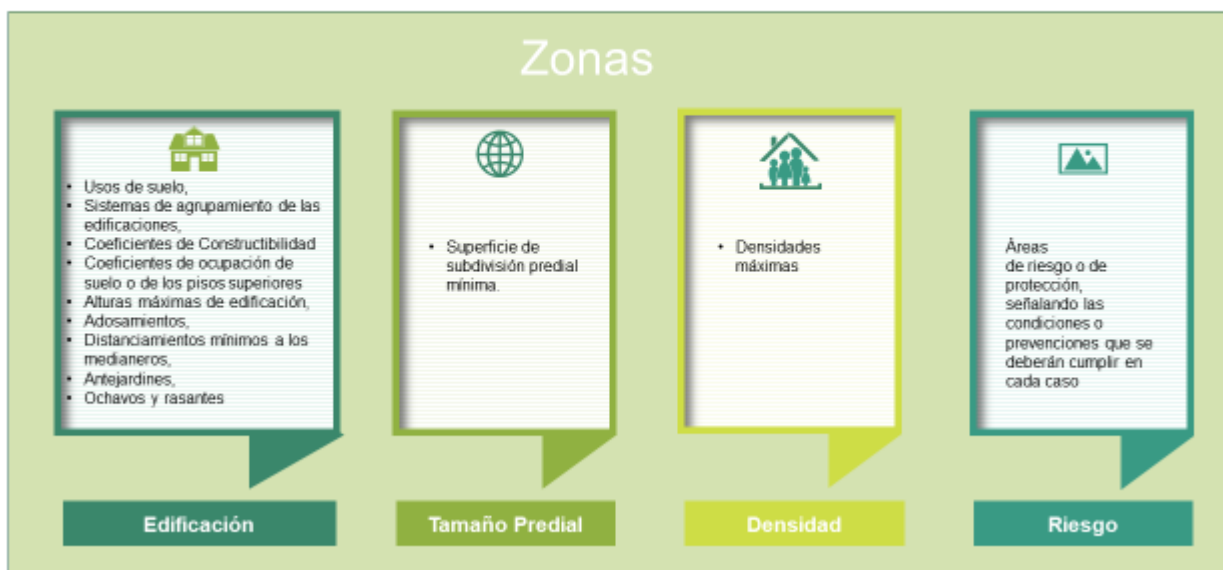 Zonas
• Usos de suelo,
• Sistemas de agrupamiento de las
edificaciones,
• Coeficientes de Constructibilidad
• Coeficientes de ocupación de
suelo o de los pisos superiores
• Alturas máximas de edificación,
• Adosamientos,
• Distanciamientos mínimos a los
medianeros,
• Antejardines,
• Ochavos y rasantes
Edificación
• Superficie de
subdivisión predial
mínima.
Tamaño Predial
• Densidades
máximas
Densidad
Áreas
de riesgo o de
protección,
señalando las
condiciones o
prevenciones que se
deberán cumplir en
cada caso
Riesgo